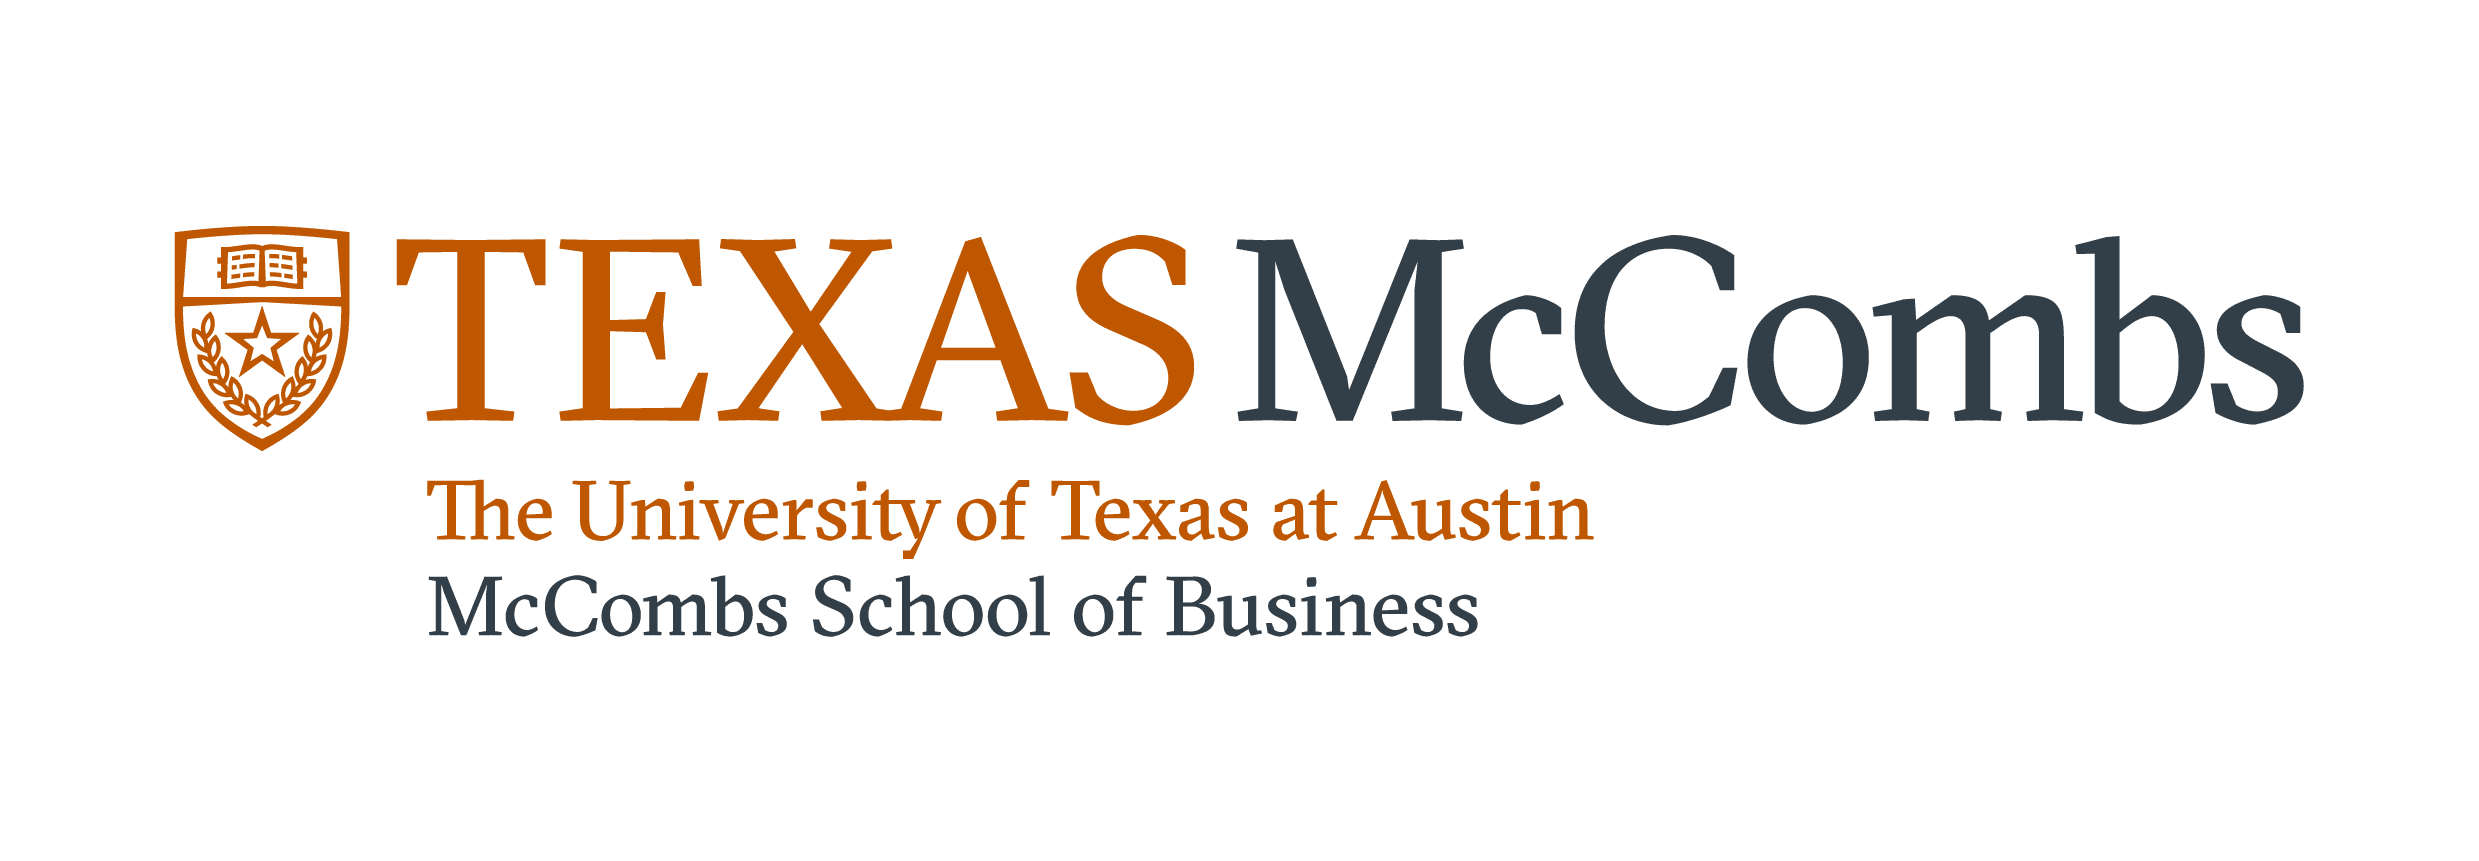 TEXAS McCombs
The University of Texas at Austin
McCombs School of Business